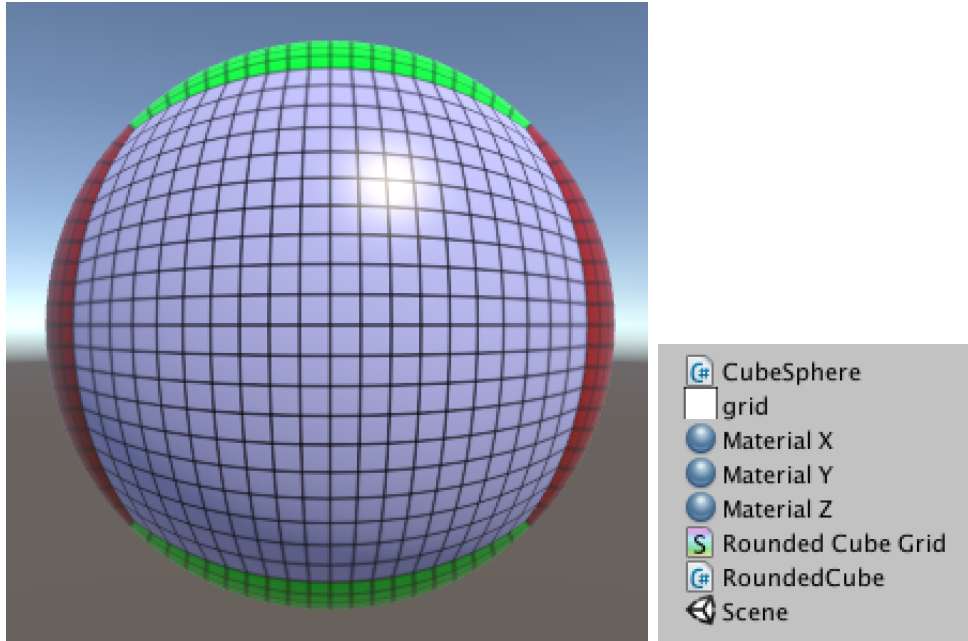 CubeSphere
grid
Material X
Material Y
Material Z
Rounded Cube Grid
RoundedCube
Scene